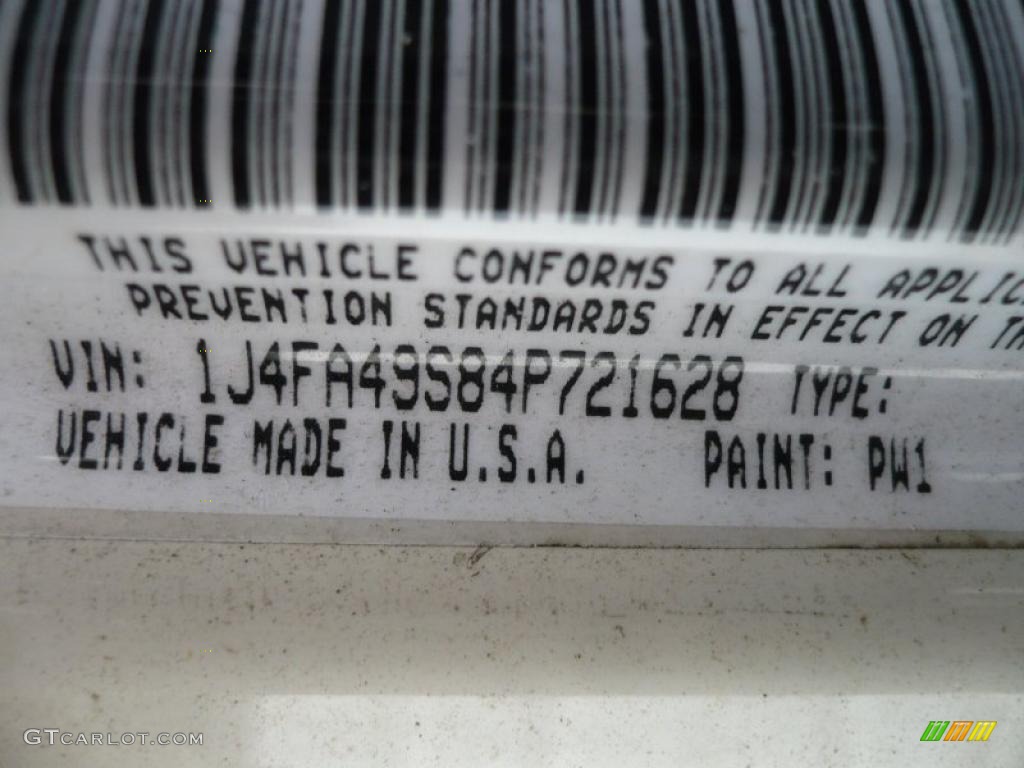 THIS VEHICLE CONFORMS TO ALL APPLIC
PREVENTION STANDARDS IN EFFECT ON TH
VIN: 1J4FA49S84P721628 TYPE:
VEHICLE MADE IN U.S.A. PAINT: PW1
GTCARLOT.COM